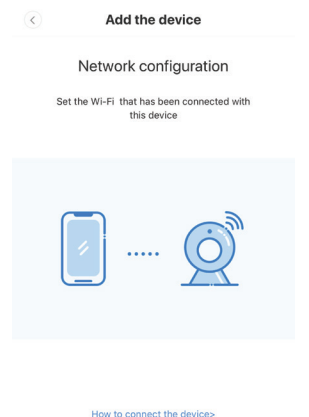 Add the device
Network configuration
Set the Wi-Fi that has been connected with
this device
How to connect the device>